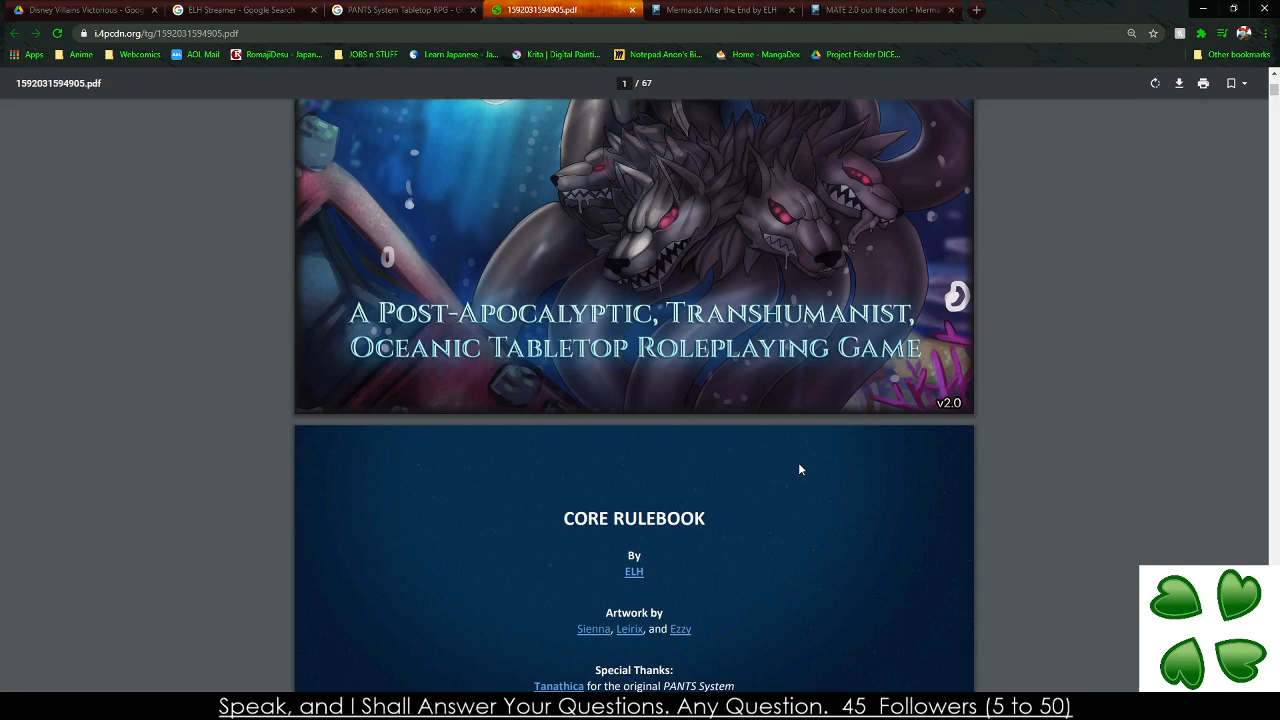 Disney Villains Victorious - Goog
ELH Streamer - Google Search
PANTS System Tabletop RPG - G
1592031594905.pdf
Mermaids After the End by ELH
MATE 2.0 out the door! - Merma
i.4pcdn.org/tg/1592031594905.pdf
Apps
Anime
Webcomics
AOL Mail
RomajiDesu - Japan...
JOBS n STUFF
Learn Japanese - Ja...
Krita | Digital Painti...
Notepad Anon's Bi...
Home - MangaDex
Project Folder DICE...
Other bookmarks
1592031594905.pdf
1 / 67
A Post-Apocalyptic, Transhumanist,
Oceanic Tabletop Roleplaying Game
v2.0
CORE RULEBOOK
By
ELH
Artwork by
Sienna, Leirix, and Ezzy
Special Thanks:
Tanathica for the original PANTS System
Speak, and I Shall Answer Your Questions. Any Question. 45 Followers (5 to 50)